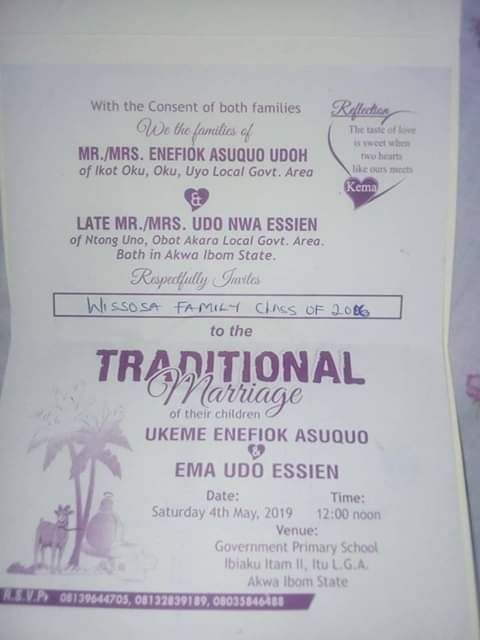 With the Consent of both families
We the families of
MR./MRS. ENEFIOK ASUQUO UDOH
of Ikot Oku, Oku, Uyo Local Govt. Area
&
LATE MR./MRS. UDO NWA ESSIEN
of Ntong Uno, Obot Akara Local Govt. Area.
Both in Akwa Ibom State.
Reflection
The taste of love
is sweet when
two hearts
like ours meets
Kema
Respectfully Invites
WISSOSA FAMILY CLASS OF 2006
to the
TRADITIONAL
Marriage
of their children
UKEME ENEFIOK ASUQUO
&
EMA UDO ESSIEN
Date:
Saturday 4th May, 2019
Time:
12:00 noon
Venue:
Government Primary School
Ibiaku Itam II, Itu L.G.A.
Akwa Ibom State
R.S.V.P: 08139644705, 08132839189, 08035846488